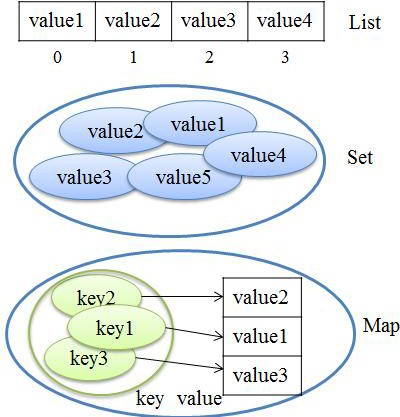 value1 value2 value3 value4 List
0 1 2 3
value2 value1
value4 Set
value3 value5
key2 value2
key1 value1 Map
key3 value3
key value